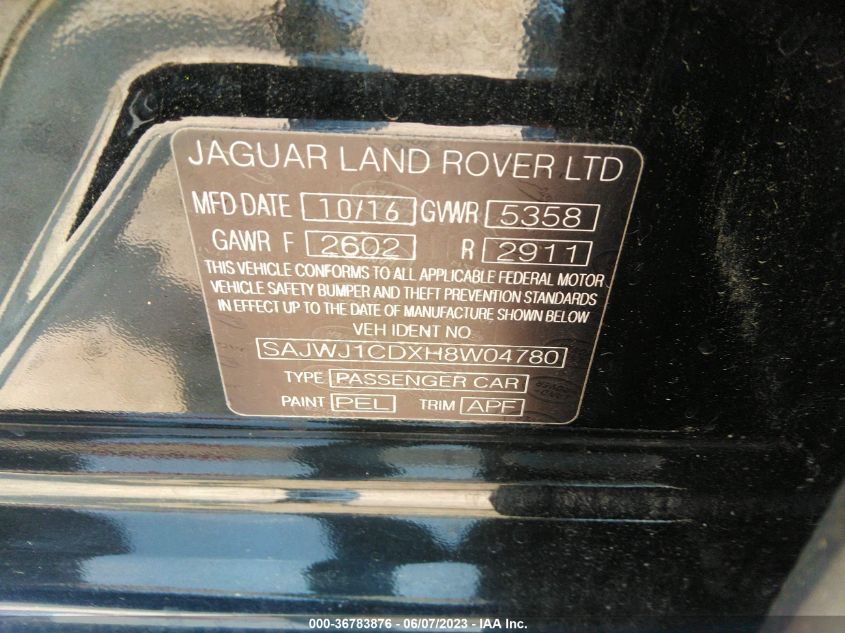 JAGUAR LAND ROVER LTD
MFD DATE 10/16 GVWR 5358
GAWR F 2602 R 2911
THIS VEHICLE CONFORMS TO ALL APPLICABLE FEDERAL MOTOR
VEHICLE SAFETY BUMPER AND THEFT PREVENTION STANDARDS
IN EFFECT UP TO THE DATE OF MANUFACTURE SHOWN BELOW
VEH IDENT NO
SAJWJ1CDXH8W04780
TYPE PASSENGER CAR
PAINT PEL TRIM APF
000-36783876 | 06/07/2023 - IAA Inc.